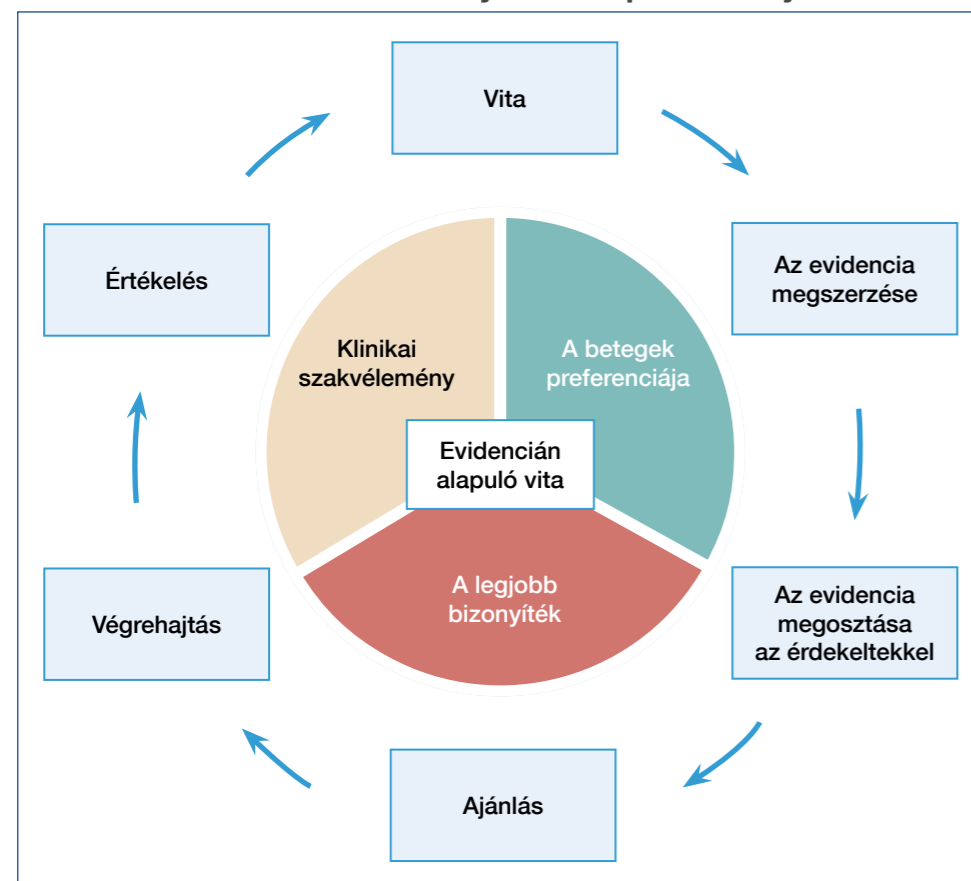 Vita
Az evidencia
megszerzése
Az evidencia
megosztása
az érdekeltekkel
Ajánlás
Végrehajtás
Értékelés
Klinikai
szakvélemény
A betegek
preferenciája
Evidencián
alapuló vita
A legjobb
bizonyíték